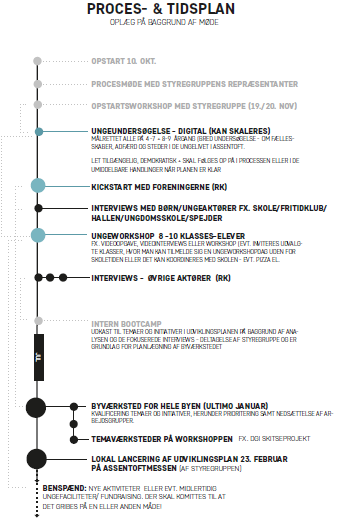 PROCES- & TIDSPLAN
OPLÆG PÅ BAGGRUND AF MØDE
OPSTART 10. OKT.
PROCESMØDE MED STYREGRUPPENS REPRÆSENTANTER
OPSTARTSWORKSHOP MED STYREGRUPPE (19./20. NOV)
UNGEUNDERSØGELSE - DIGITAL (KAN SKALERES)
MÅLRETTET ALLE PÅ 4-7 + 8-9. ÅRGANG (BRED UNDERSØGELSE - OM FÆLLES-
SKABER, ADFÆRD OG STEDER I DE UNGELIVET I ASSENTOFT.
LET TILGÆNGELIG, DEMOKRATISK + SKAL FØLGES OP PÅ I PROCESSEN ELLER I DE
UMIDDELBARE HANDLINGER NÅR PLANEN ER KLAR.
KICKSTART MED FORENINGERNE (RK)
INTERVIEWS MED BØRN/UNGEAKTØRER FX. SKOLE/FRITIDKLUB/
HALLEN/UNGDOMSSKOLE/SPEJDER
UNGEWORKSHOP 8 -10 KLASSES-ELEVER
FX. VIDEOOPGAVE, VIDEOINTERVIEWS ELLER WORKSHOP (EVT. INVITERES UDVALG-
TE KLASSER, HVOR MAN KAN TILMELDE SIG EN UNGEWORKSHOPDAG UDEN FOR
SKOLETIDEN ELLER DET KAN KOORDINERES MED SKOLEN - EVT. PIZZA EL.
INTERVIEWS - ØVRIGE AKTØRER (RK)
INTERN BOOTCAMP
UDKAST TIL TEMAER OG INITIATIVER I UDVIKLINGSPLANEN PÅ BAGGRUND AF ANA-
LYSEN OG DE FOKUSEREDE INTERVIEWS - DELTAGELSE AF STYREGRUPPE OG ER
GRUNDLAG FOR PLANLÆGNING AF BYVÆRKSTEDET
JUL
BYVÆRKSTED FOR HELE BYEN (ULTIMO JANUAR)
KVALIFICERING TEMAER OG INITIATIVER, HERUNDER PRIORITERING SAMT NEDSÆTTELSE AF AR-
BEJDSGRUPPER.
TEMAVÆRKSTEDER PÅ WORKSHOPPEN FX. OGI SKITSEPROJEKT
LOKAL LANCERING AF UDVIKLINGSPLAN 23. FEBRUAR
PÅ ASSENTOFTMESSEN (AF STYREGRUPPEN)
BENSPÆND: NYE AKTIVITETER ELLER EVT. MIDLERTIDIG
UNGEFACILITETER/ FUNDRAISING. DER SKAL KOMITTES TIL AT
DET GRIBES PÅ EN ELLER ANDEN MÅDE!